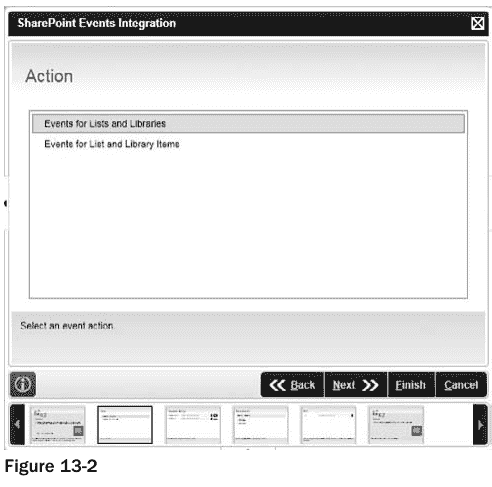 SharePoint Events Integration
Action
Events for Lists and Libraries
Events for List and Library Items
Select an event action
Back
Next
Finish
Cancel
Figure 13-2